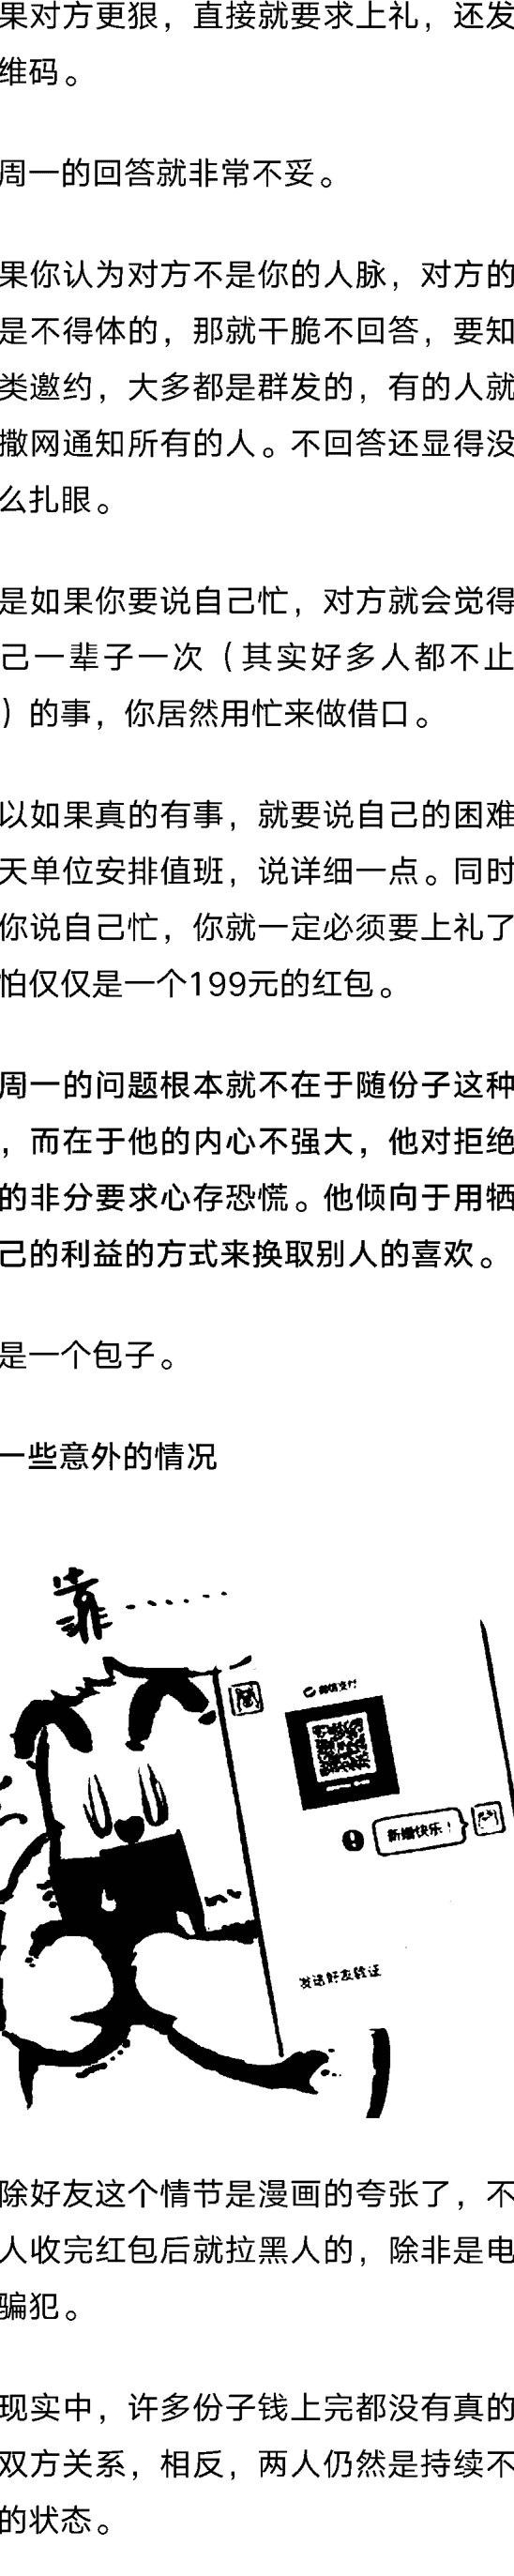 果对方更狠，直接就要求上礼，还发
维码。
周一的回答就非常不妥。
果你认为对方不是你的人脉，对方的
是不得体的，那就干脆不回答，要知
类邀约，大多都是群发的，有的人就
撒网通知所有的人。不回答还显得没
么扎眼。
是如果你要说自己忙，对方就会觉得
己一辈子一次（其实好多人都不止
）的事，你居然用忙来做借口。
以如果真的有事，就要说自己的困难
天单位安排值班，说详细一点。同时
你说自己忙，你就一定必须要上礼了
怕仅仅是一个199元的红包。
周一的问题根本就不在于随份子这种
，而在于他的内心不强大，他对拒绝
的非分要求心存恐慌。他倾向于用牺
己的利益的方式来换取别人的喜欢。
是一个包子。
一些意外的情况
靠······
微信支付
新婚快乐！
发送好友验证
除好友这个情节是漫画的夸张了，不
人收完红包后就拉黑人的，除非是电
骗犯。
现实中，许多份子钱上完都没有真的
双方关系，相反，两人仍然是持续不
的状态。